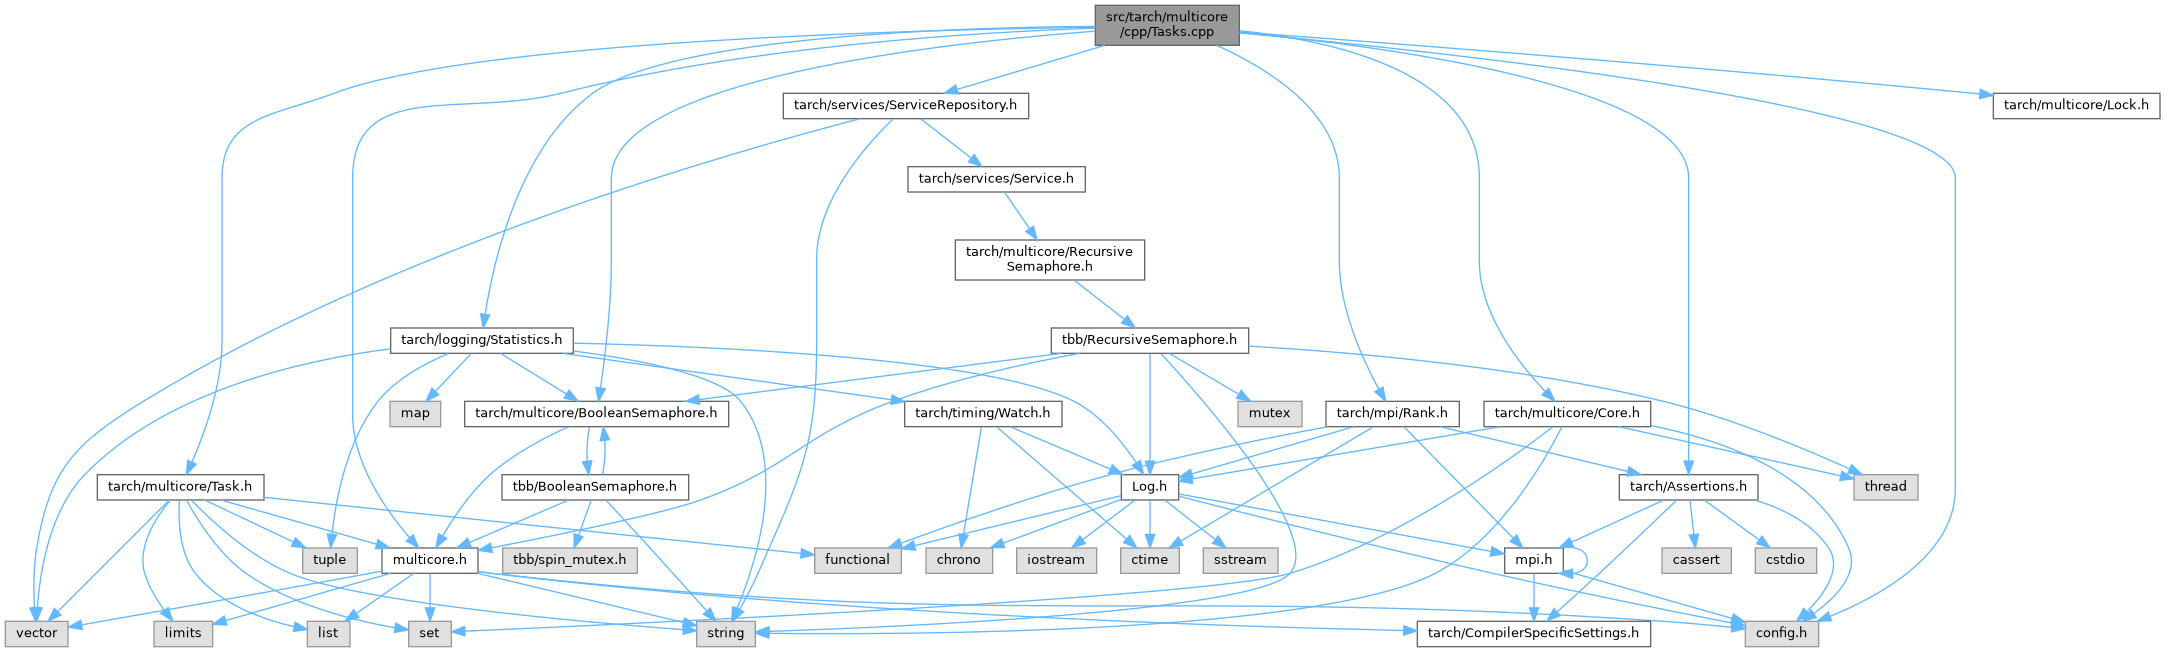 src/tarch/multicore
/cpp/Tasks.cpp
tarch/services/ServiceRepository.h
tarch/multicore/Lock.h
tarch/services/Service.h
tarch/multicore/Recursive
Semaphore.h
tarch/logging/Statistics.h
tbb/RecursiveSemaphore.h
map
tarch/multicore/BooleanSemaphore.h
tarch/timing/Watch.h
mutex
tarch/mpi/Rank.h
tarch/multicore/Core.h
tarch/multicore/Task.h
tbb/BooleanSemaphore.h
Log.h
tarch/Assertions.h
thread
tuple
multicore.h
tbb/spin_mutex.h
functional
chrono
iostream
ctime
sstream
mpi.h
cassert
cstdio
vector
limits
list
set
string
tarch/CompilerSpecificSettings.h
config.h